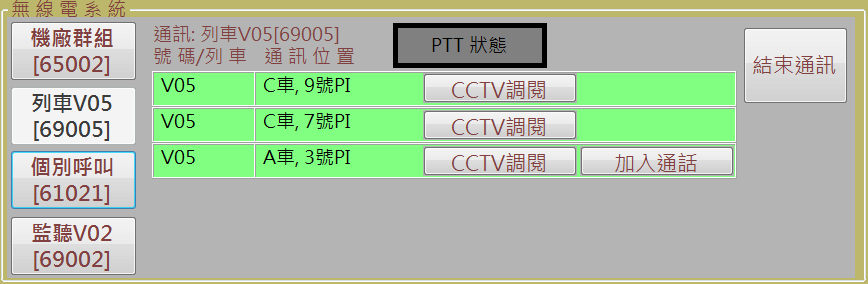 無線電系統
機廠群組
[65002]
列車V05
[69005]
個別呼叫
[61021]
監聽V02
[69002]
通訊: 列車V05[69005]
號碼/列車 通訊位置
PTT 狀態
結束通訊
V05 C車, 9號PI CCTV調閱
V05 C車, 7號PI CCTV調閱
V05 A車, 3號PI CCTV調閱 加入通話